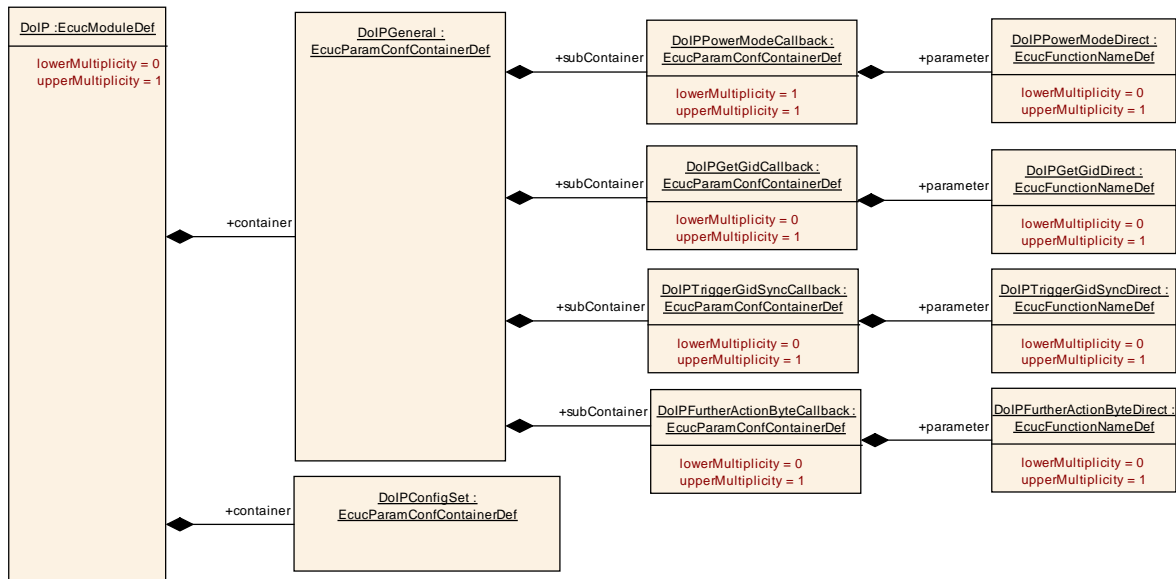 DoIP :EcucModuleDef
lowerMultiplicity = 0
upperMultiplicity = 1
+container
DoIPGeneral :
EcucParamConfContainerDef
+subContainer
DoIPPowerModeCallback :
EcucParamConfContainerDef
lowerMultiplicity = 1
upperMultiplicity = 1
+parameter
DoIPPowerModeDirect :
EcucFunctionNameDef
lowerMultiplicity = 0
upperMultiplicity = 1
+subContainer
DoIPGetGidCallback :
EcucParamConfContainerDef
lowerMultiplicity = 0
upperMultiplicity = 1
+parameter
DoIPGetGidDirect :
EcucFunctionNameDef
lowerMultiplicity = 0
upperMultiplicity = 1
+subContainer
DoIPTriggerGidSyncCallback :
EcucParamConfContainerDef
lowerMultiplicity = 0
upperMultiplicity = 1
+parameter
DoIPTriggerGidSyncDirect :
EcucFunctionNameDef
lowerMultiplicity = 0
upperMultiplicity = 1
+subContainer
DoIPFurtherActionByteCallback :
EcucParamConfContainerDef
lowerMultiplicity = 0
upperMultiplicity = 1
+parameter
DoIPFurtherActionByteDirect :
EcucFunctionNameDef
lowerMultiplicity = 0
upperMultiplicity = 1
+container
DoIPConfigSet :
EcucParamConfContainerDef